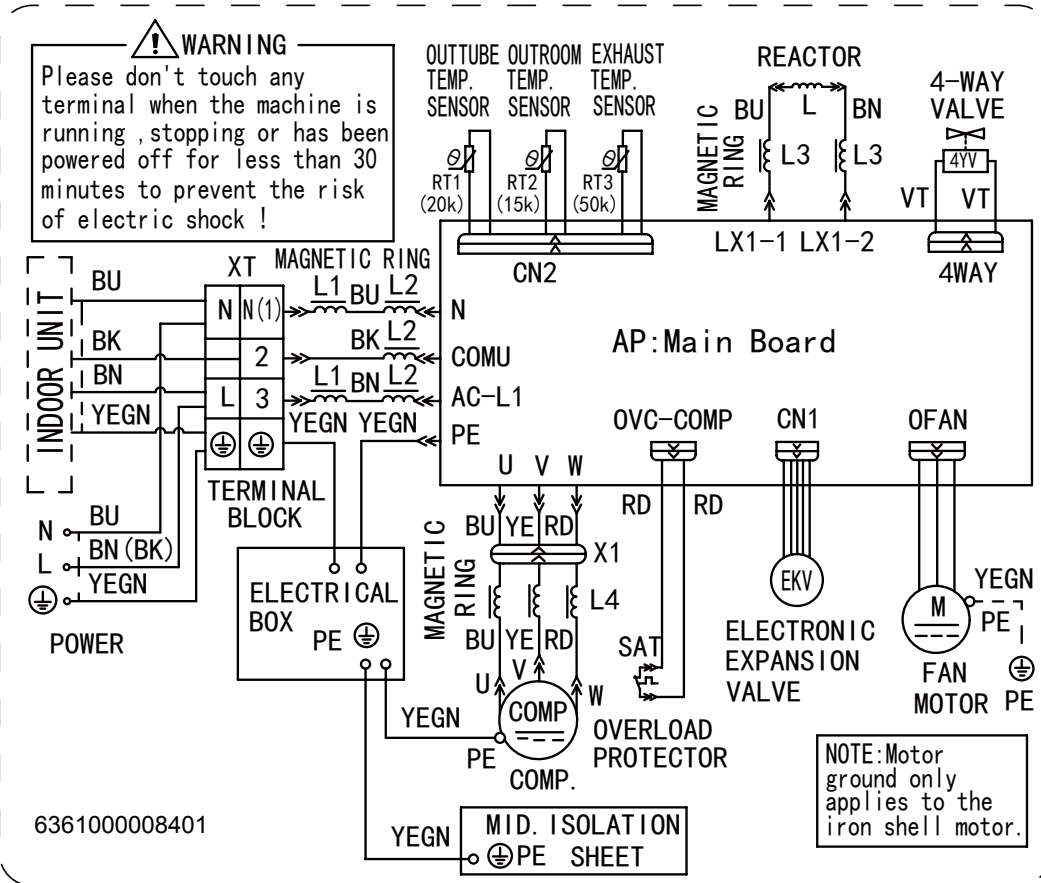 WARNING
Please don't touch any
terminal when the machine is
running ,stopping or has been
powered off for less than 30
minutes to prevent the risk
of electric shock !
OUTTUBE OUTROOM EXHAUST
TEMP. TEMP. TEMP.
SENSOR SENSOR SENSOR
θ θ θ
RT1 RT2 RT3
(20k) (15k) (50k)
CN2
REACTOR
BU L BN
MAGNETIC
RING
L3 L3
LX1-1 LX1-2
4-WAY
VALVE
4YV
VT VT
4WAY
INDOOR UNIT
BU
BK
BN
YEGN
XT
N N(1)
2
L 3
TERMINAL
BLOCK
MAGNETIC RING
L1 BU L2
BK L2
L1 BN L2
YEGN YEGN
N
COMU
AC-L1
PE
AP:Main Board
OVC-COMP CN1 OFAN
U V W
N BU
L BN(BK)
YEGN
POWER
ELECTRICAL
BOX
PE
BU YE RD
X1
MAGNETIC
RING
L4
BU YE RD
U V W
COMP
COMP.
YEGN
PE
RD RD
SAT
OVERLOAD
PROTECTOR
EKV
ELECTRONIC
EXPANSION
VALVE
M
YEGN
PE
FAN
MOTOR
PE
NOTE:Motor
ground only
applies to the
iron shell motor.
YEGN
MID. ISOLATION
PE SHEET
6361000008401